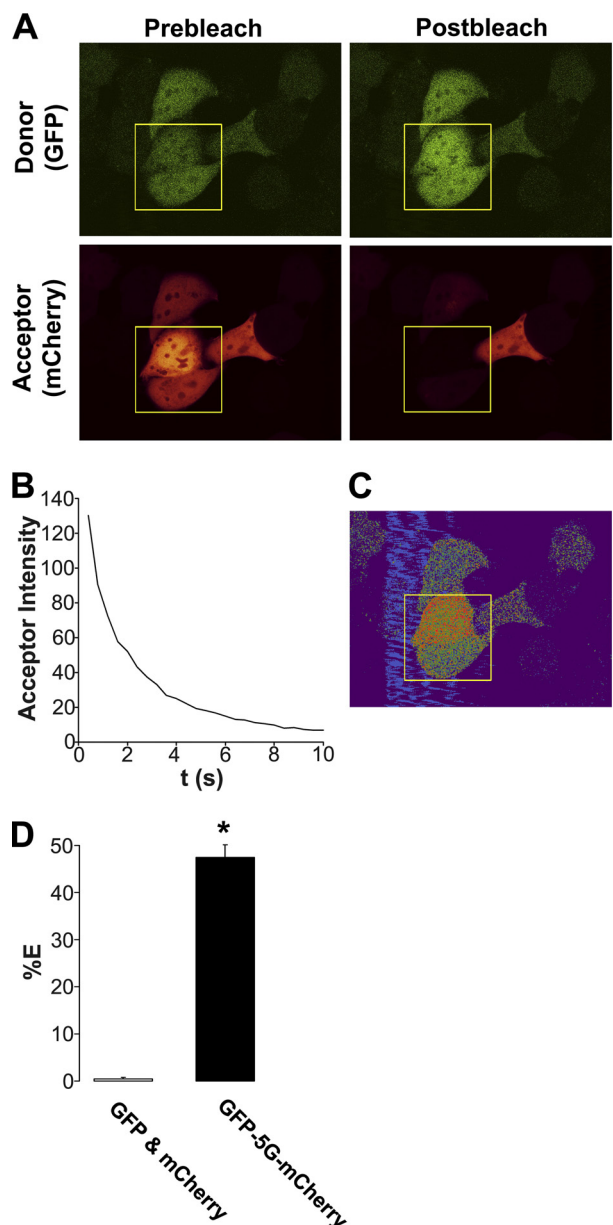 A
Prebleach
Postbleach
Donor
(GFP)
Acceptor
(mCherry)
B
140
120
100
80
60
40
20
0
0
2
4
6
8
10
Acceptor Intensity
t (s)
C
D
*
50
40
30
20
10
0
%E
GFP & mCherry
GFP-5G-mCherry